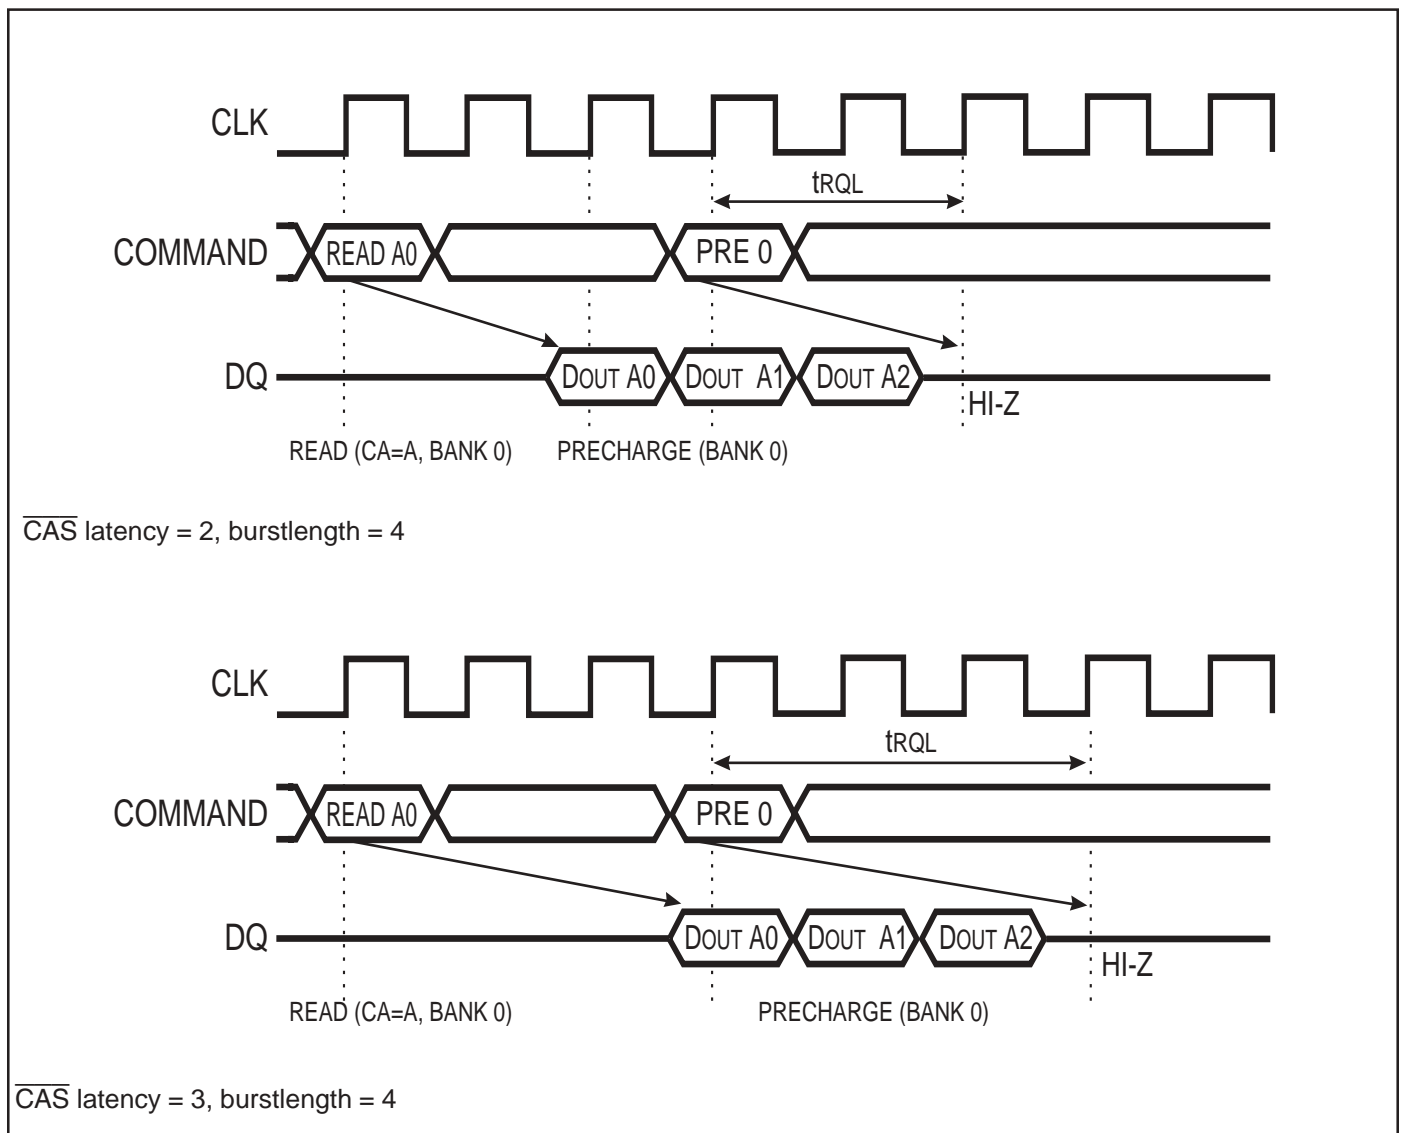 CLK
tRQL
COMMAND
READ A0
PRE 0
DQ
DOUT A0
DOUT A1
DOUT A2
HI-Z
READ (CA=A, BANK 0)
PRECHARGE (BANK 0)
CAS latency = 2, burstlength = 4
CLK
tRQL
COMMAND
READ A0
PRE 0
DQ
DOUT A0
DOUT A1
DOUT A2
HI-Z
READ (CA=A, BANK 0)
PRECHARGE (BANK 0)
CAS latency = 3, burstlength = 4